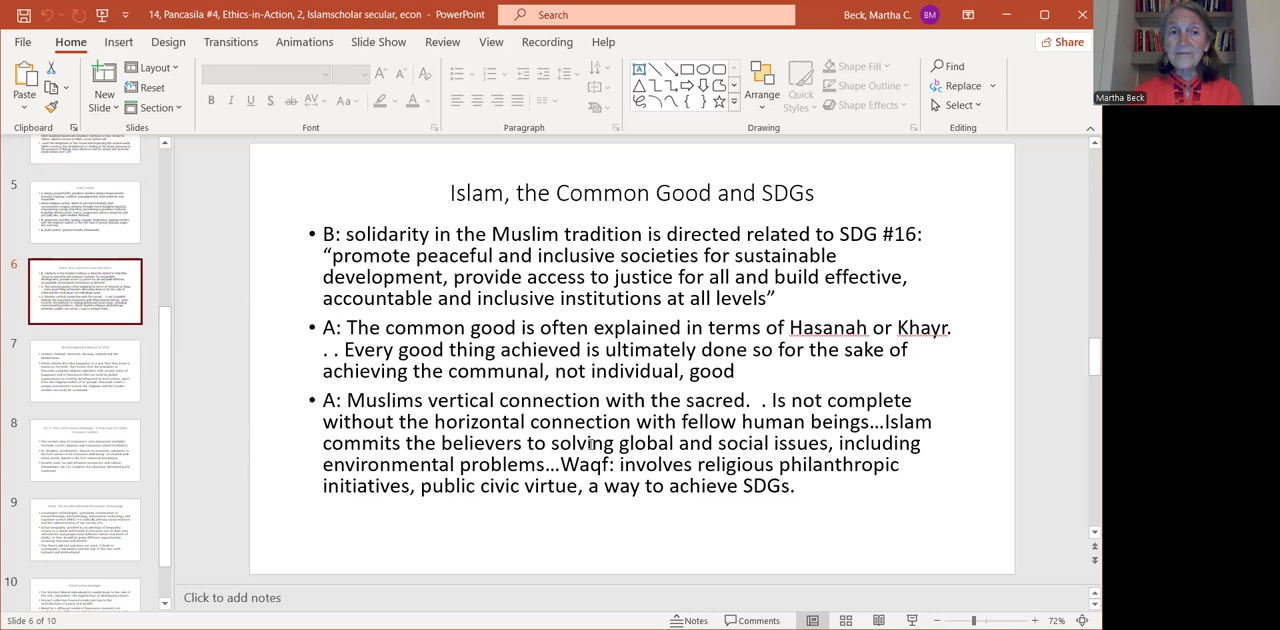 14, Pancasila #4, Ethics-in-Action, 2, Islamscholar secular, econ - PowerPoint
Search
Beck, Martha C.
BM
File Home Insert Design Slide Show Transitions Animations Review View Recording Help
Share
Paste
New
Slide
Layout
Reset
Section
Arrange
Quick
Styles
Shape Fill
Shape Outline
Shape Effects
Find
Replace
Select
Clipboard
Slides
Font
Paragraph
Drawing
Editing
Martha Beck
5
6
7
8
9
10
Islam, the Common Good and SDGs
• B: solidarity in the Muslim tradition is directed related to SDG #16:
“promote peaceful and inclusive societies for sustainable
development, provide access to justice for all and build effective,
accountable and inclusive institutions at all levels”
• A: The common good is often explained in terms of Hasanah or Khayr.
. . Every good thing achieved is ultimately done so for the sake of
achieving the communal, not individual, good
• A: Muslims vertical connection with the sacred. . Is not complete
without the horizontal connection with fellow human beings…Islam
commits the believers to solving global and social issues, including
environmental problems…Waqf: involves religious philanthropic
initiatives, public civic virtue, a way to achieve SDGs.
Click to add notes
Slide 6 of 10
Notes
Comments
72%